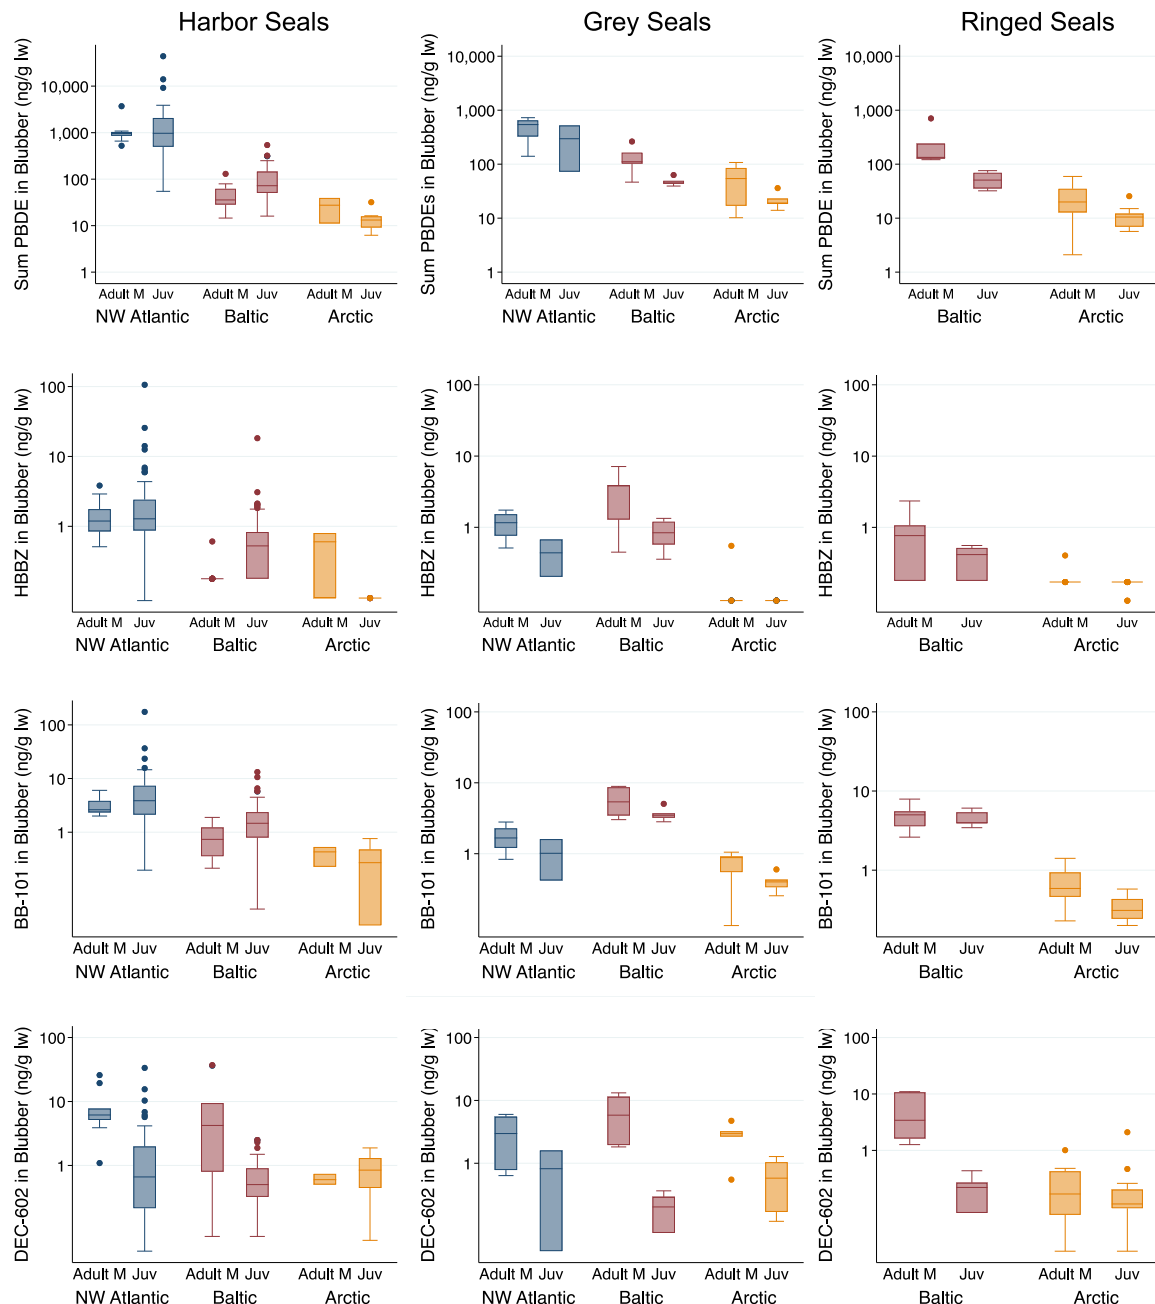 Harbor Seals
Grey Seals
Ringed Seals
Sum PBDE in Blubber (ng/g lw)
10,000
1,000
100
10
1
Adult M Juv Adult M Juv Adult M Juv
NW Atlantic Baltic Arctic
Sum PBDEs in Blubber (ng/g lw)
10,000
1,000
100
10
1
Adult M Juv Adult M Juv Adult M Juv
NW Atlantic Baltic Arctic
Sum PBDE in Blubber (ng/g lw)
10,000
1,000
100
10
1
Adult M Juv Adult M Juv
Baltic Arctic
HBBZ in Blubber (ng/g lw)
100
10
1
Adult M Juv Adult M Juv Adult M Juv
NW Atlantic Baltic Arctic
HBBZ in Blubber (ng/g lw)
100
10
1
Adult M Juv Adult M Juv Adult M Juv
NW Atlantic Baltic Arctic
HBBZ in Blubber (ng/g lw)
100
10
1
Adult M Juv Adult M Juv
Baltic Arctic
BB-101 in Blubber (ng/g lw)
100
10
1
Adult M Juv Adult M Juv Adult M Juv
NW Atlantic Baltic Arctic
BB-101 in Blubber (ng/g lw)
100
10
1
Adult M Juv Adult M Juv Adult M Juv
NW Atlantic Baltic Arctic
BB-101 in Blubber (ng/g lw)
100
10
1
Adult M Juv Adult M Juv
Baltic Arctic
DEC-602 in Blubber (ng/g lw)
100
10
1
Adult M Juv Adult M Juv Adult M Juv
NW Atlantic Baltic Arctic
DEC-602 in Blubber (ng/g lw)
100
10
1
Adult M Juv Adult M Juv Adult M Juv
NW Atlantic Baltic Arctic
DEC-602 in Blubber (ng/g lw)
100
10
1
Adult M Juv Adult M Juv
Baltic Arctic